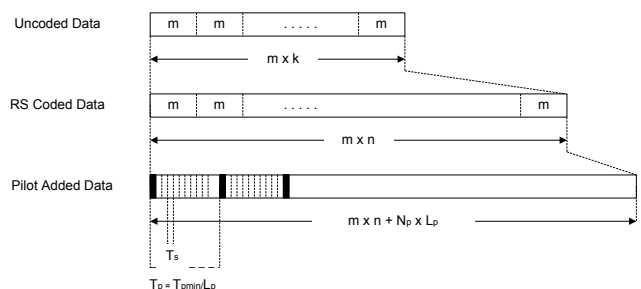 Uncoded Data
m m . . . . . m
m x k
RS Coded Data
m m . . . . . m
m x n
Pilot Added Data
m x n + Np x Lp
Ts
Tp = Tpmin/Lp